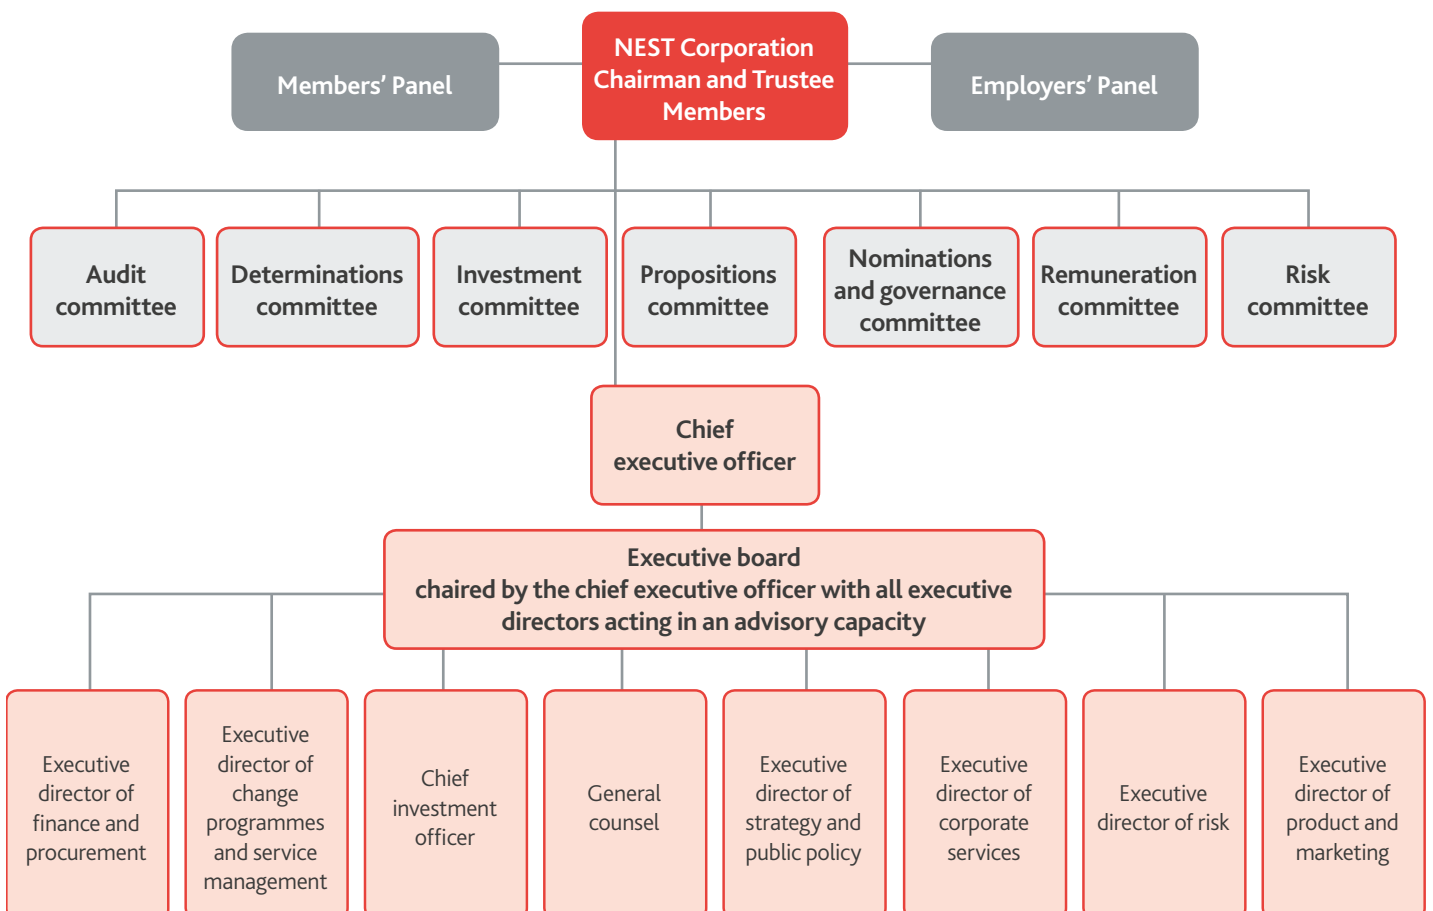 Members’ Panel
NEST Corporation
Chairman and Trustee
Members
Employers’ Panel
Audit
committee
Determinations
committee
Investment
committee
Propositions
committee
Nominations
and governance
committee
Remuneration
committee
Risk
committee
Chief
executive officer
Executive board
chaired by the chief executive officer with all executive
directors acting in an advisory capacity
Executive
director of
finance and
procurement
Executive
director of
change
programmes
and service
management
Chief
investment
officer
General
counsel
Executive
director of
strategy and
public policy
Executive
director of
corporate
services
Executive
director of risk
Executive
director of
product and
marketing